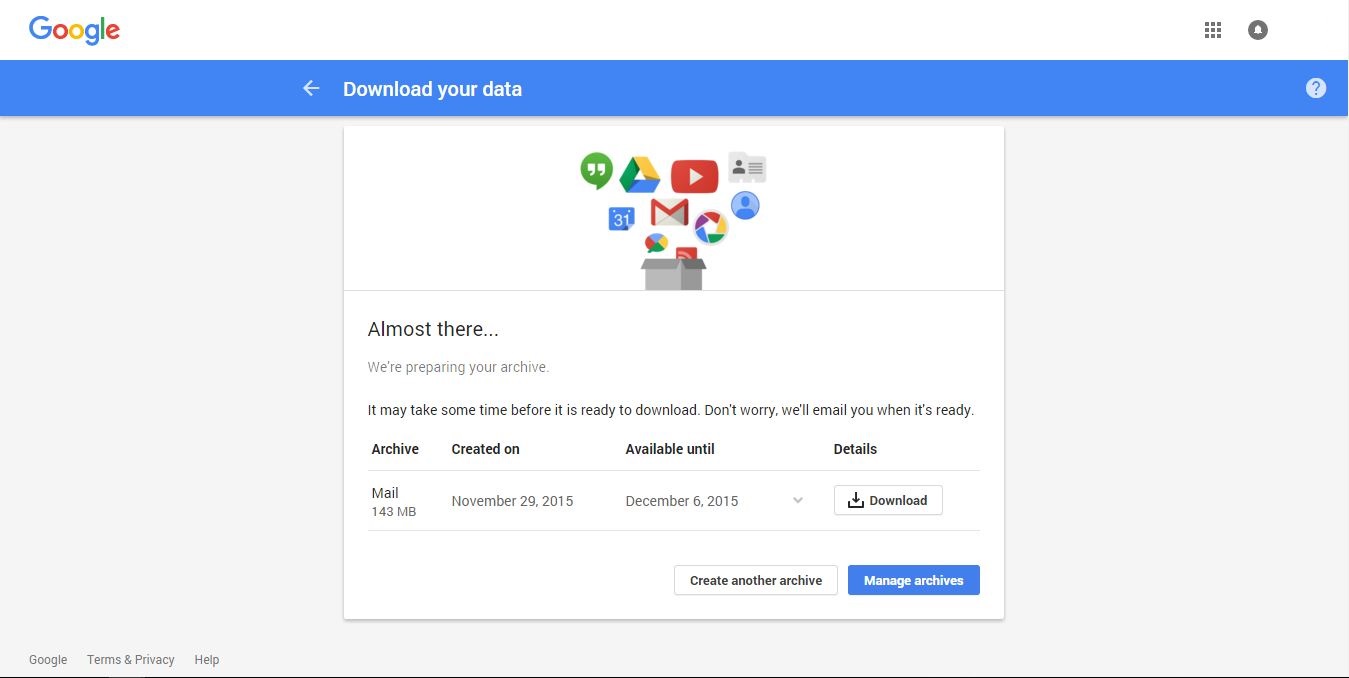 Google
Download your data
?
31
Almost there...
We're preparing your archive.
It may take some time before it is ready to download. Don't worry, we'll email you when it's ready.
Archive Created on Available until Details
Mail
143 MB
November 29, 2015 December 6, 2015 Download
Create another archive Manage archives
Google Terms & Privacy Help